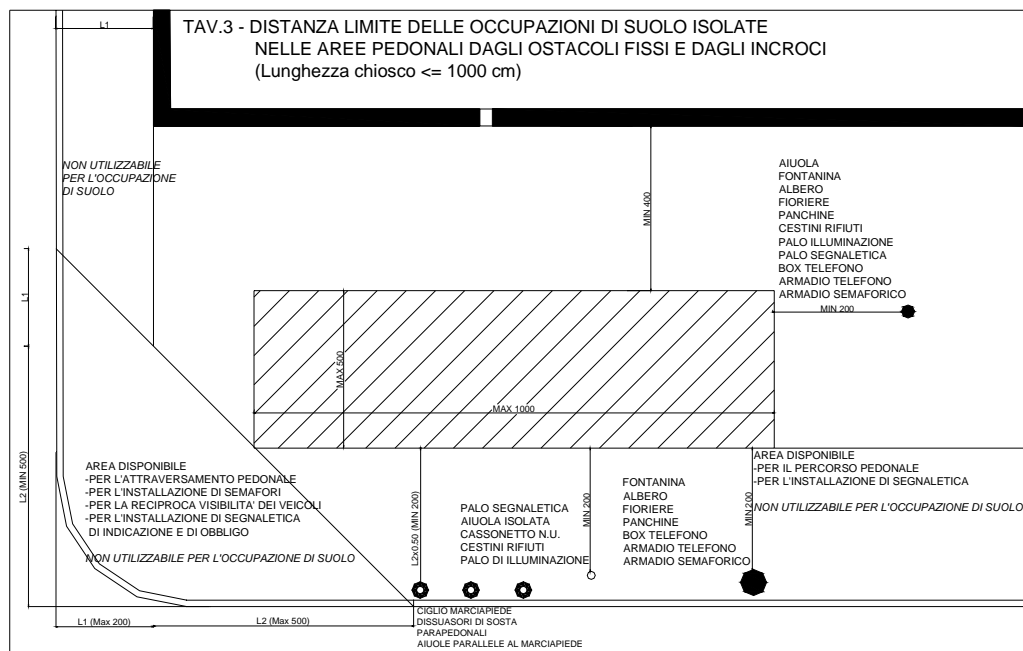 L1
TAV.3 - DISTANZA LIMITE DELLE OCCUPAZIONI DI SUOLO ISOLATE
NELLE AREE PEDONALI DAGLI OSTACOLI FISSI E DAGLI INCROCI
(Lunghezza chiosco <= 1000 cm)
NON UTILIZZABILE
PER L'OCCUPAZIONE
DI SUOLO
MIN 400
AIUOLA
FONTANINA
ALBERO
FIORIERE
PANCHINE
CESTINI RIFIUTI
PALO ILLUMINAZIONE
PALO SEGNALETICA
BOX TELEFONO
ARMADIO TELEFONO
ARMADIO SEMAFORICO
MIN 200
L1
MAX 500
MAX 1000
L2 (MIN 500)
AREA DISPONIBILE
-PER L'ATTRAVERSAMENTO PEDONALE
-PER L'INSTALLAZIONE DI SEMAFORI
-PER LA RECIPROCA VISIBILITA' DEI VEICOLI
-PER L'INSTALLAZIONE DI SEGNALETICA
DI INDICAZIONE E DI OBBLIGO
NON UTILIZZABILE PER L'OCCUPAZIONE DI SUOLO
L2x0.50 (MIN 200)
PALO SEGNALETICA
AIUOLA ISOLATA
CASSONETTO N.U.
CESTINI RIFIUTI
PALO DI ILLUMINAZIONE
MIN 200
FONTANINA
ALBERO
FIORIERE
PANCHINE
BOX TELEFONO
ARMADIO TELEFONO
ARMADIO SEMAFORICO
MIN 200
AREA DISPONIBILE
-PER IL PERCORSO PEDONALE
-PER L'INSTALLAZIONE DI SEGNALETICA
NON UTILIZZABILE PER L'OCCUPAZIONE DI SUOLO
L1 (Max 200)
L2 (Max 500)
CIGLIO MARCIAPIEDE
DISSUASORI DI SOSTA
PARAPEDONALI
AIUOLE PARALLELE AL MARCIAPIEDE